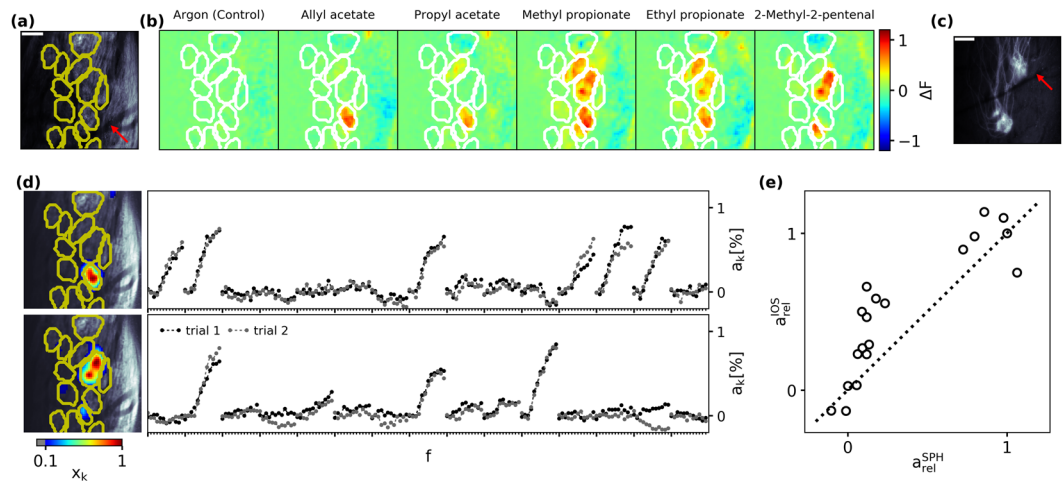 (a)
(b)
Argon (Control) Allyl acetate Propyl acetate Methyl propionate Ethyl propionate 2-Methyl-2-pentenal
1
0
−1
ΔF
(c)
(d)
1
0
a_k[%]
trial 1 trial 2
1
0
a_k[%]
0.1 1
x_k
f
(e)
1
0
a_rel^IOS
0 1
a_rel^SPH